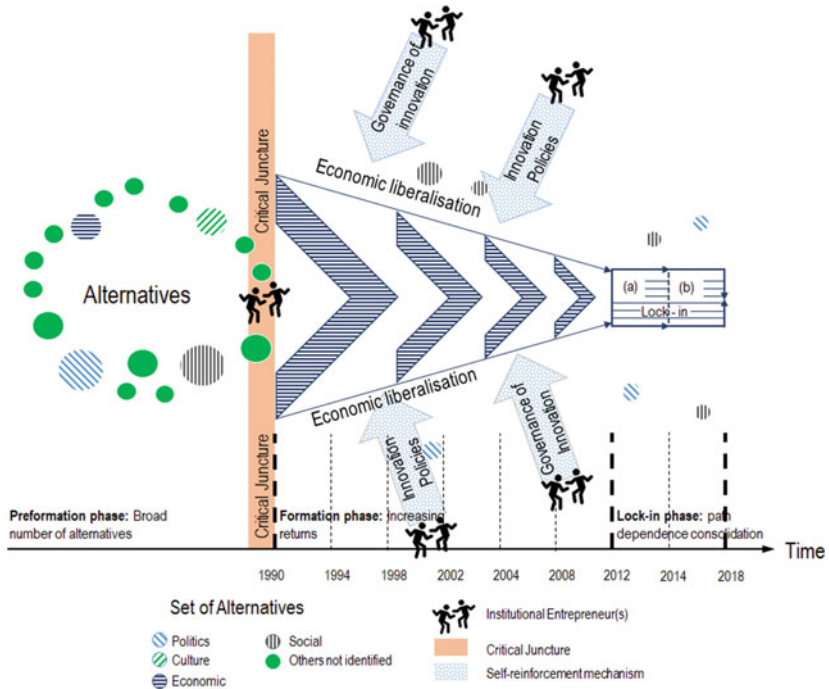 Governance of
innovation
Innovation
Policies
Critical Juncture
Economic liberalisation
Alternatives
(a)
(b)
Lock - in
Economic liberalisation
Innovation
Policies
Governance of
Innovation
Critical Juncture
Preformation phase: Broad
number of alternatives
Formation phase: increasing
returns
Lock-in phase: path
dependence consolidation
Time
1990
1994
1998
2002
2004
2008
2012
2014
2018
Set of Alternatives
Politics
Culture
Economic
Social
Others not identified
Institutional Entrepreneur(s)
Critical Juncture
Self-reinforcement mechanism